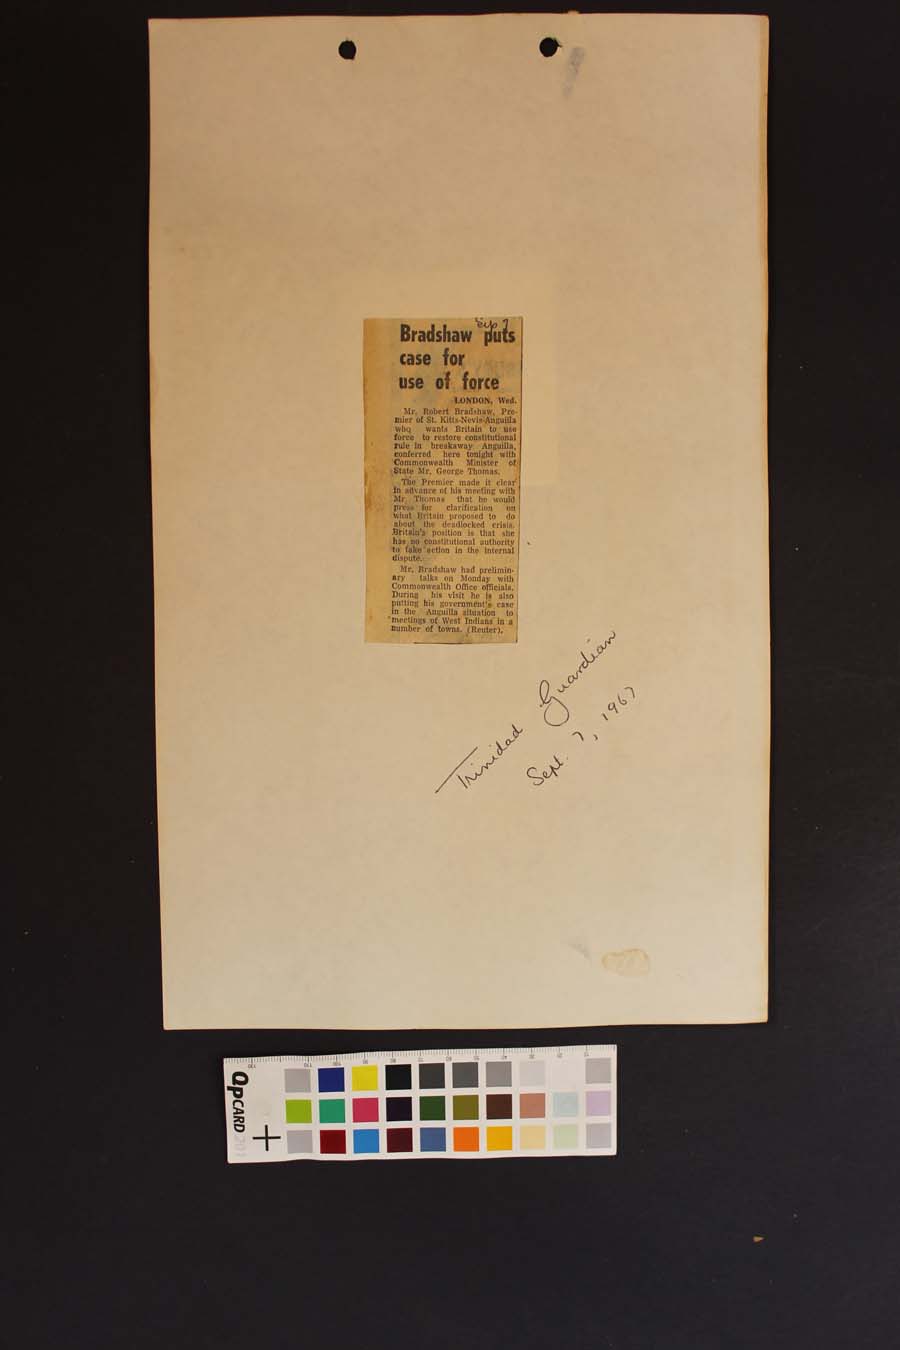 Sep 7
Bradshaw puts
case for
use of force
LONDON, Wed.
Mr. Robert Bradshaw, Pre-
mier of St. Kitts-Nevis-Anguilla
who wants Britain to use
force to restore constitutional
rule in breakaway Anguilla,
conferred here tonight with
Commonwealth Minister of
State Mr. George Thomas.
The Premier made it clear
in advance of his meeting with
Mr. Thomas that he would
press for clarification on
what Britain proposed to do
about the deadlocked crisis.
Britain's position is that she
has no constitutional authority
to take action in the internal
dispute.
Mr. Bradshaw had prelimin-
ary talks on Monday with
Commonwealth Office officials.
During his visit he is also
putting his government's case
in the Anguilla situation to
meetings of West Indians in a
number of towns. (Reuter).
Trinidad Guardian
Sept. 7, 1967
QPCARD 201